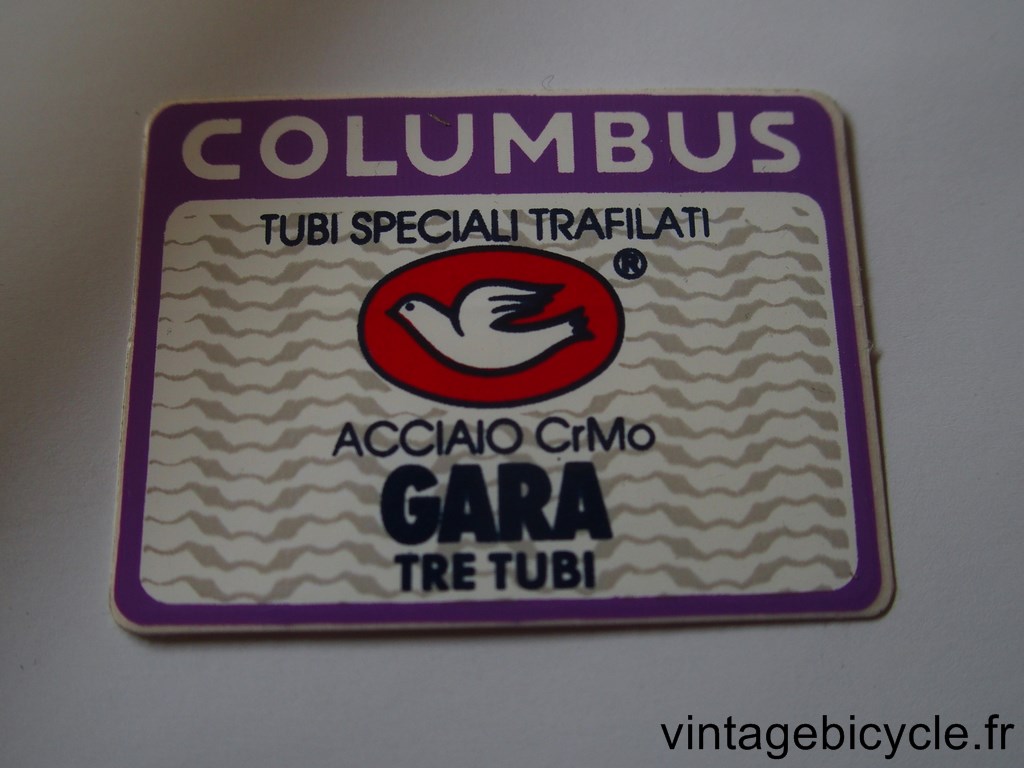 COLUMBUS
TUBI SPECIALI TRAFILATI
®
ACCIAIO CrMo
GARA
TRE TUBI
vintagebicycle.fr